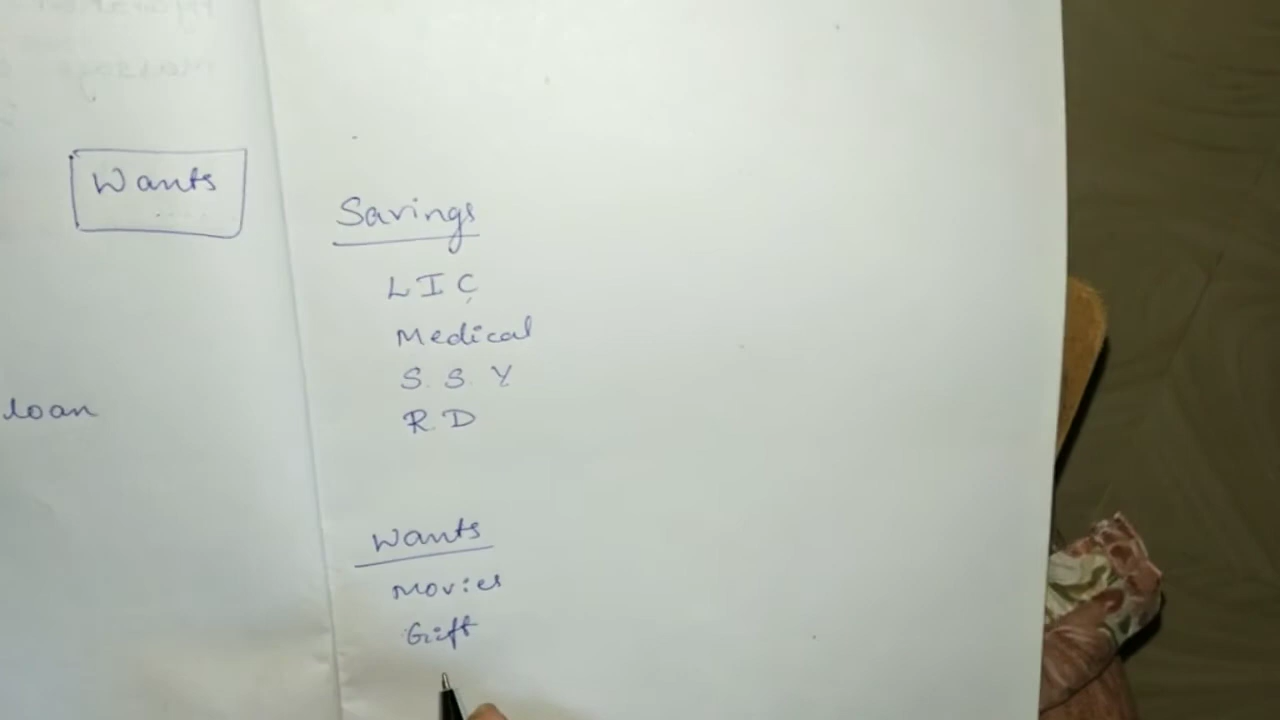 Wants
loan
Savings
LIC
Medical
S. S. Y
R.D
Wants
Movies
Gift